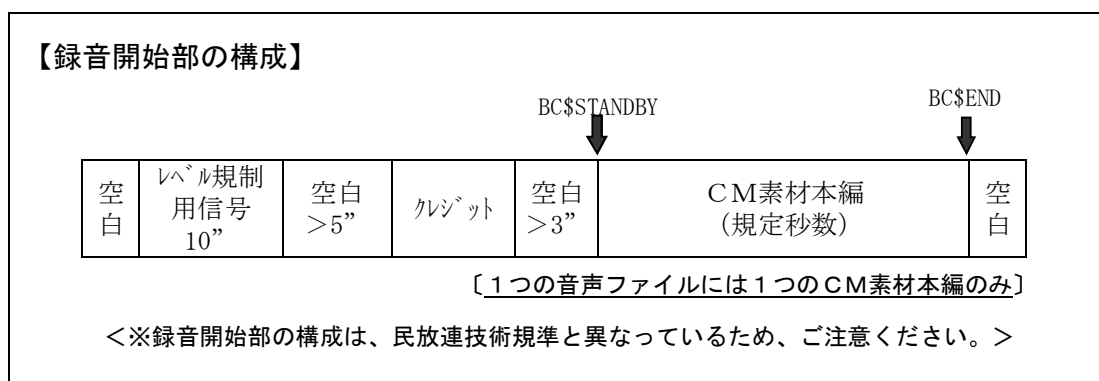 【録音開始部の構成】
BC$STANDBY
BC$END
空
白
ﾚﾍﾞﾙ規制
用信号
10”
空白
＞5”
ｸﾚｼﾞｯﾄ
空白
＞3”
ＣＭ素材本編
（規定秒数）
空
白
〔１つの音声ファイルには１つのＣＭ素材本編のみ〕
＜※録音開始部の構成は、民放連技術規準と異なっているため、ご注意ください。＞